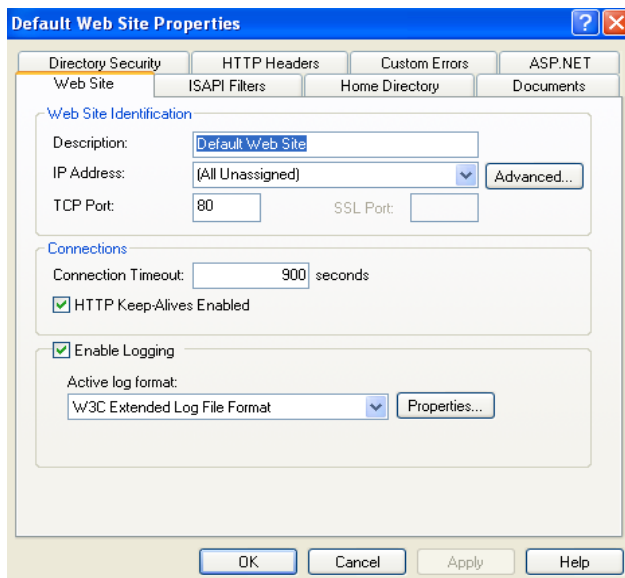 Default Web Site Properties
Directory Security HTTP Headers Custom Errors ASP.NET
Web Site ISAPI Filters Home Directory Documents
Web Site Identification
Description: Default Web Site
IP Address: (All Unassigned) Advanced...
TCP Port: 80 SSL Port:
Connections
Connection Timeout: 900 seconds
HTTP Keep-Alives Enabled
Enable Logging
Active log format:
W3C Extended Log File Format Properties...
OK Cancel Apply Help